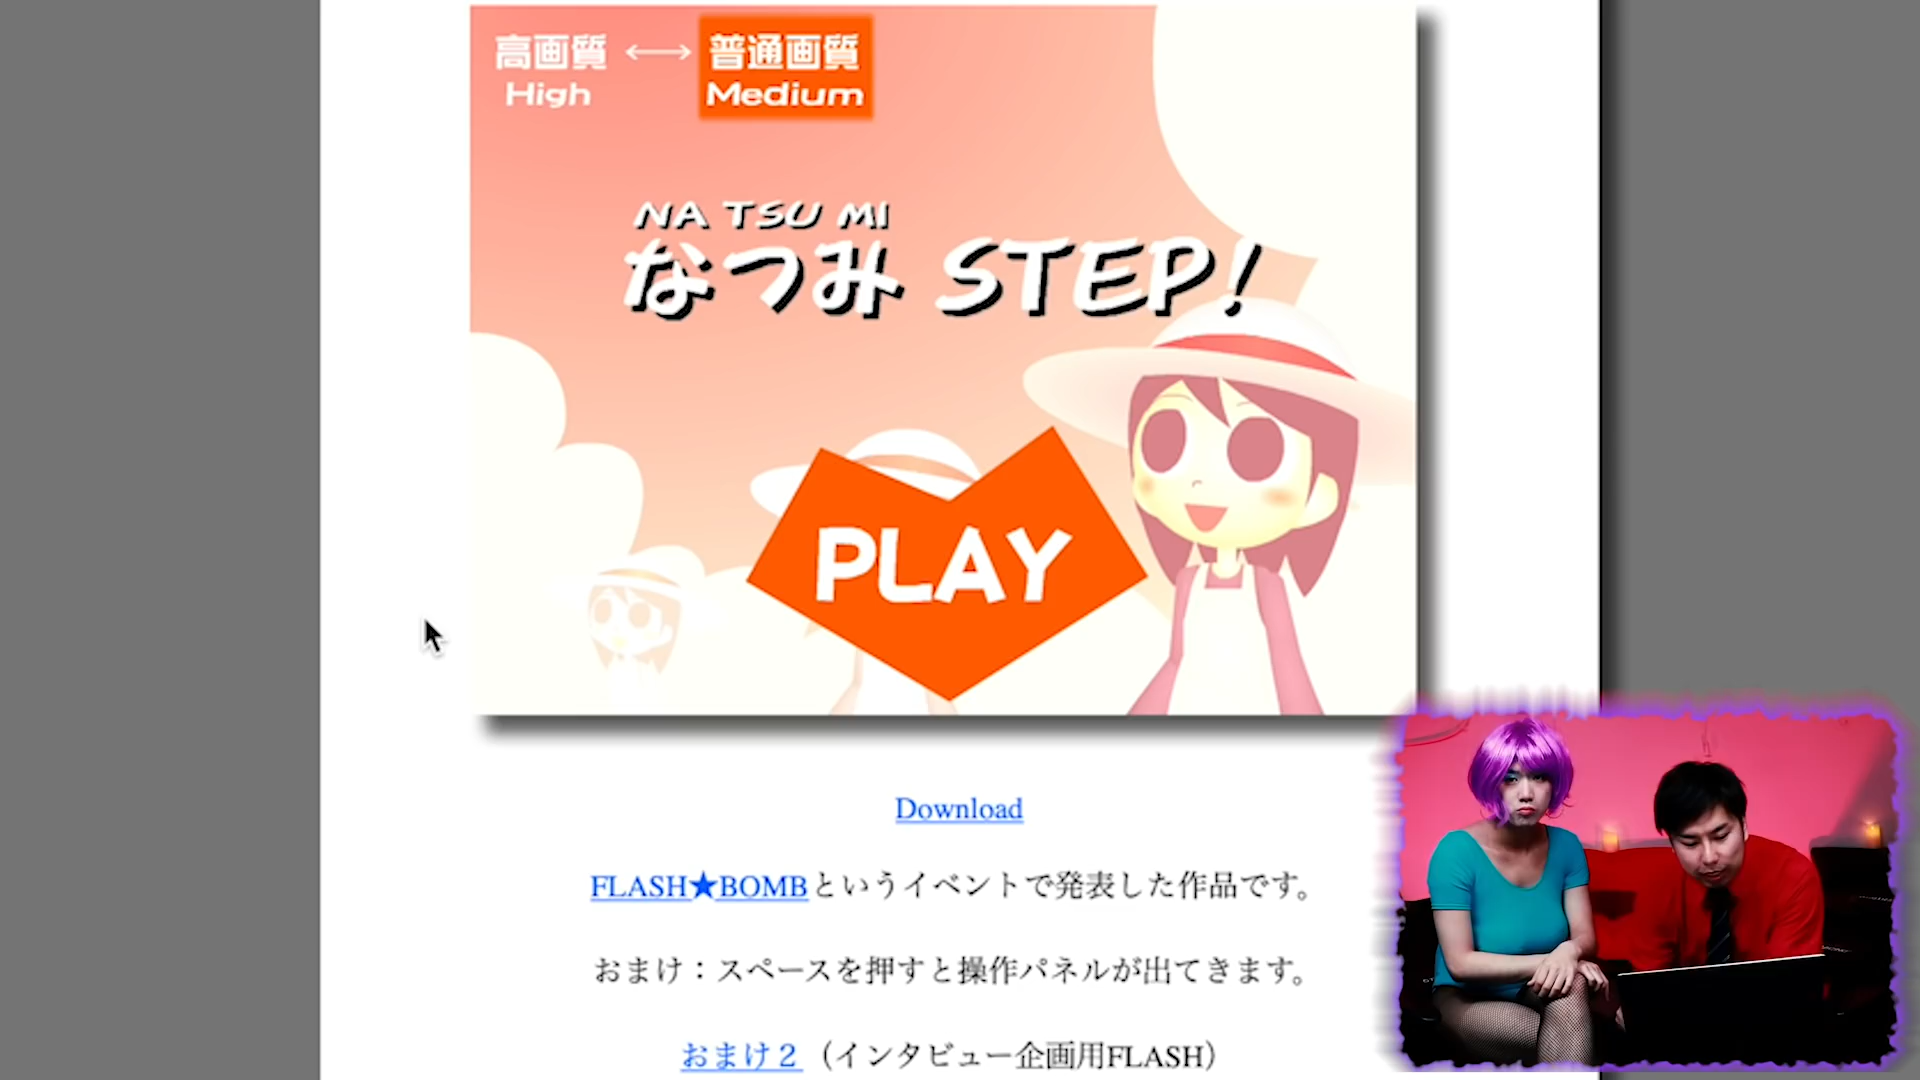 高画質 ⟷ 普通画質
High Medium
NA TSU MI
なつみ STEP!
PLAY
Download
FLASH★BOMBというイベントで発表した作品です。
おまけ：スペースを押すと操作パネルが出てきます。
おまけ２（インタビュー企画用FLASH）